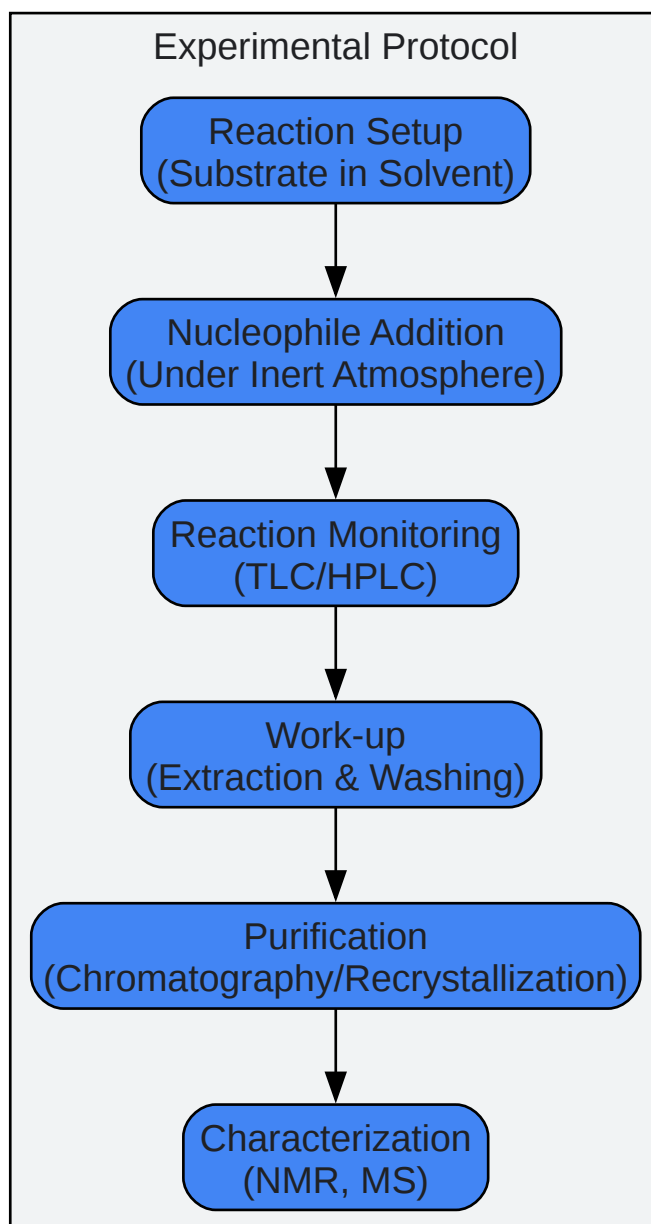 Experimental Protocol
Reaction Setup
(Substrate in Solvent)
Nucleophile Addition
(Under Inert Atmosphere)
Reaction Monitoring
(TLC/HPLC)
Work-up
(Extraction & Washing)
Purification
(Chromatography/Recrystallization)
Characterization
(NMR, MS)